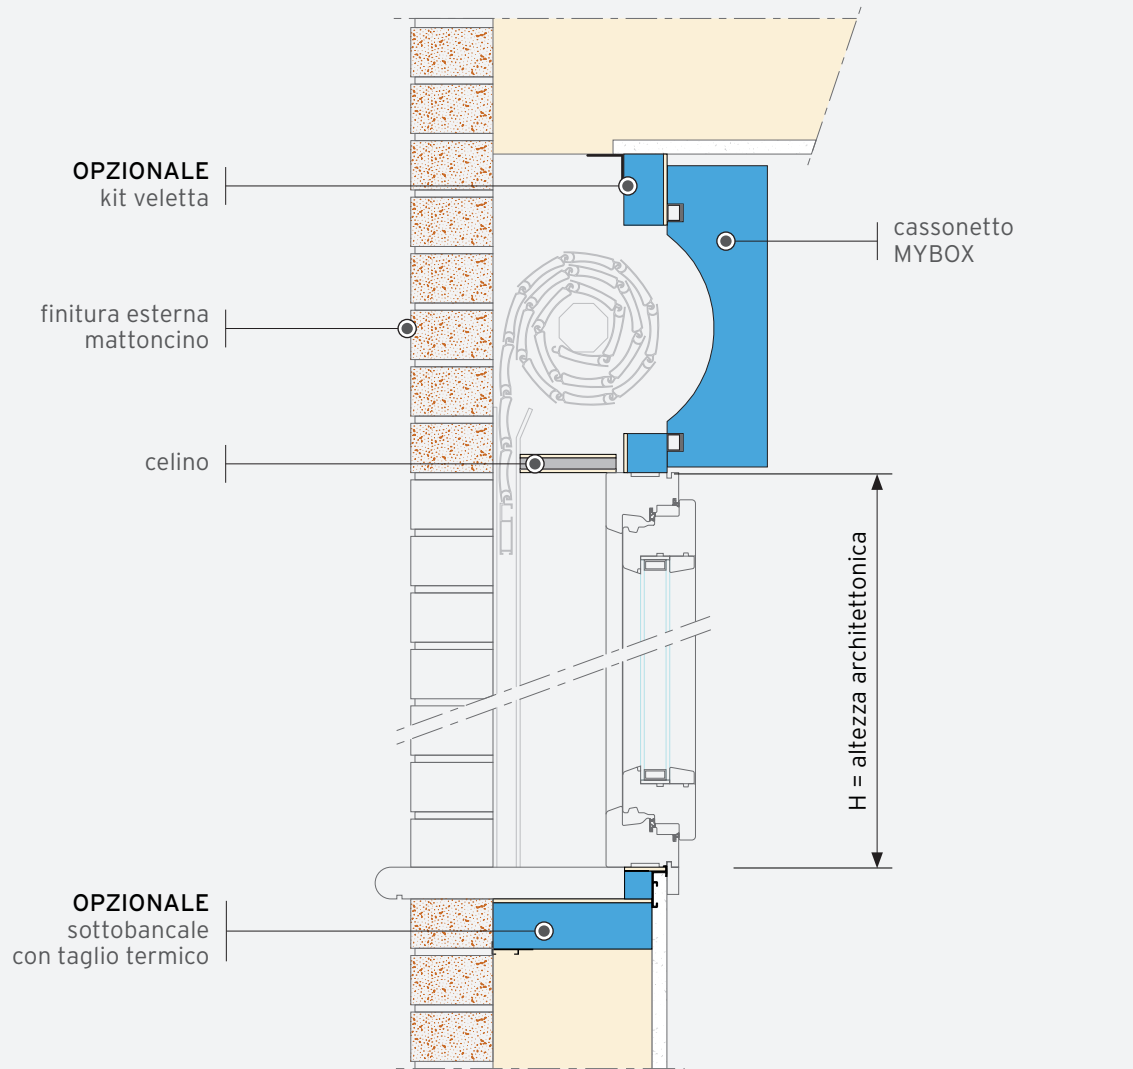 OPZIONALE
kit veletta
cassonetto
MYBOX
finitura esterna
mattoncino
celino
H = altezza architettonica
OPZIONALE
sottobancale
con taglio termico